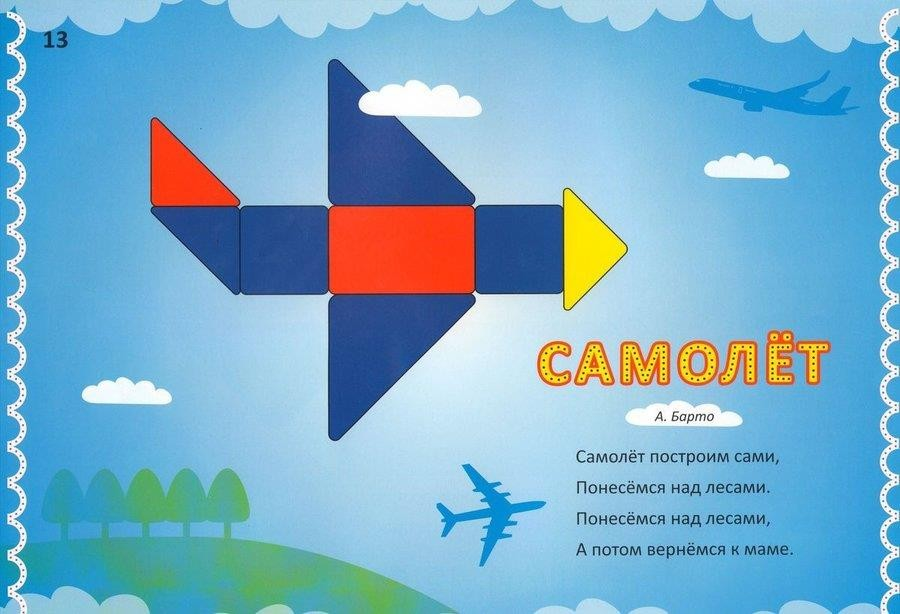 13
САМОЛЁТ
А. Барто
Самолёт построим сами,
Понесёмся над лесами.
Понесёмся над лесами,
А потом вернёмся к маме.